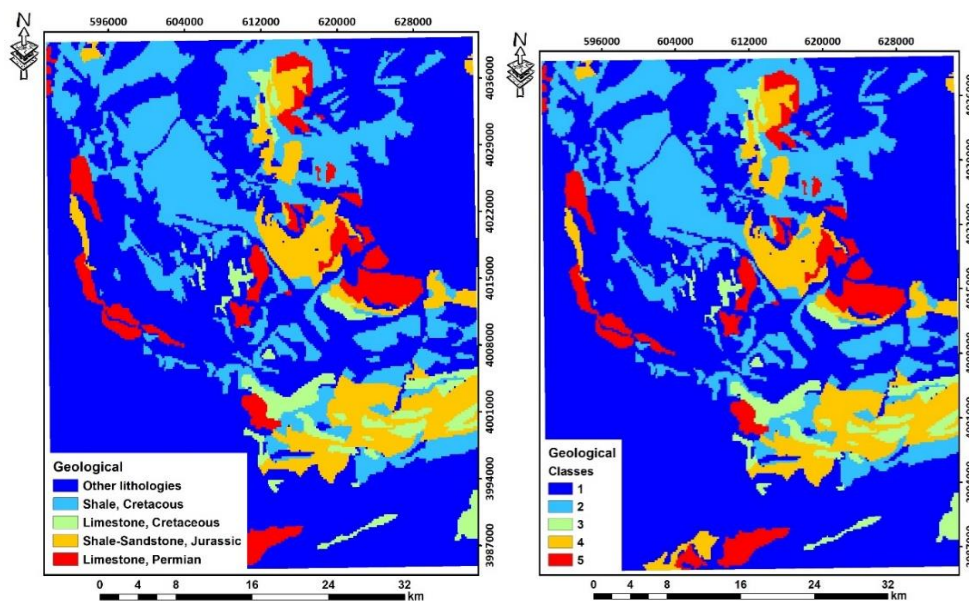 N
596000 604000 612000 620000 628000
4036000
4029000
4022000
4015000
4008000
4001000
3994000
3987000
Geological
Other lithologies
Shale, Cretacous
Limestone, Cretaceous
Shale-Sandstone, Jurassic
Limestone, Permian
0 4 8 16 24 32
km
N
596000 604000 612000 620000 628000
Geological
Classes
1
2
3
4
5
0 4 8 16 24 32
km